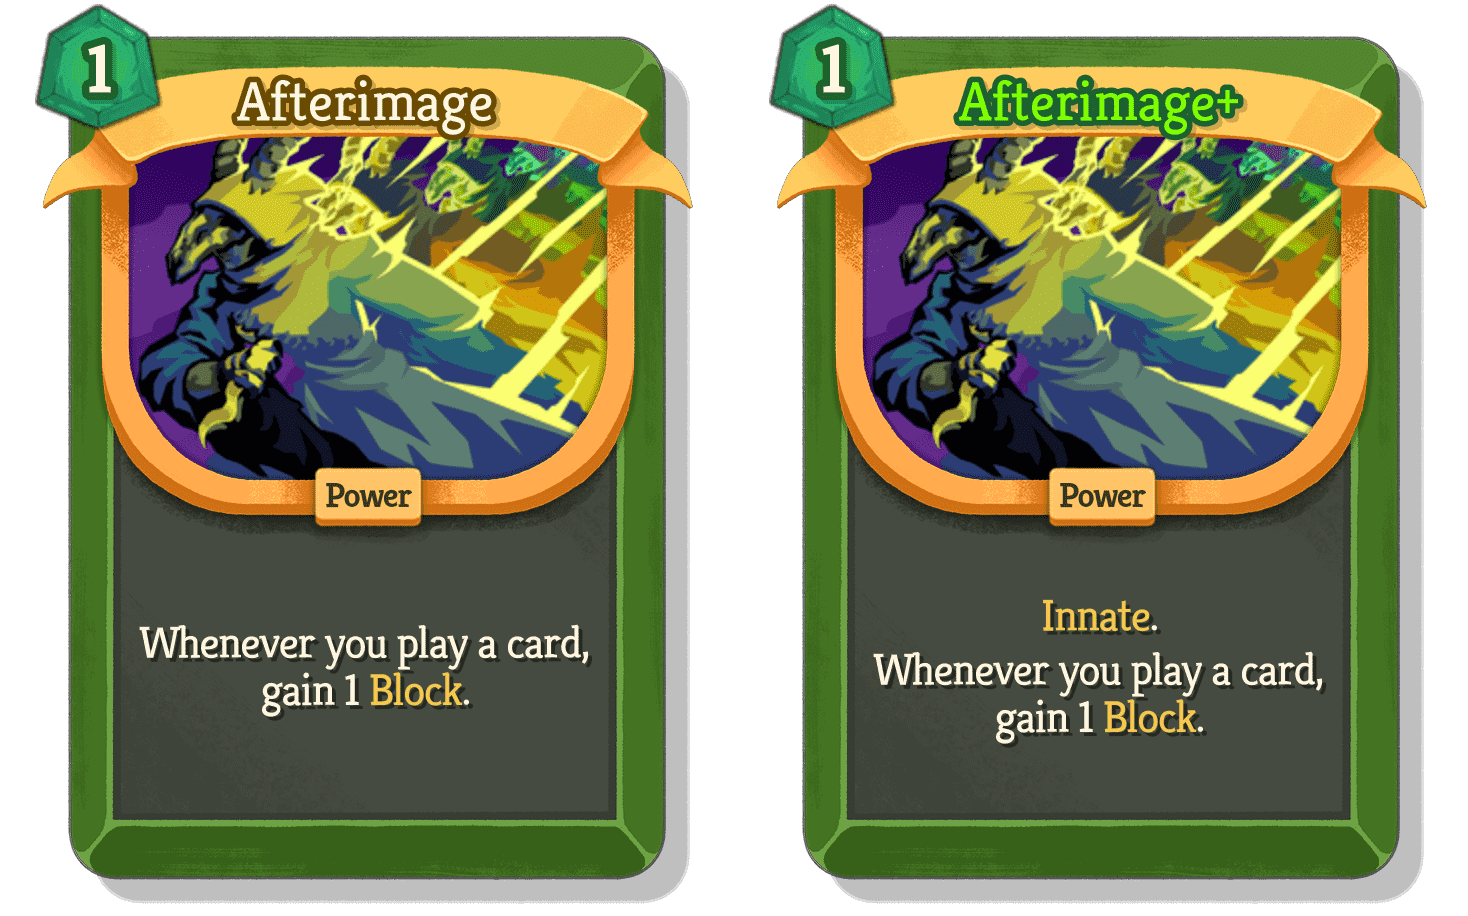 1
Afterimage
Power
Whenever you play a card,
gain 1 Block.
1
Afterimage+
Power
Innate.
Whenever you play a card,
gain 1 Block.